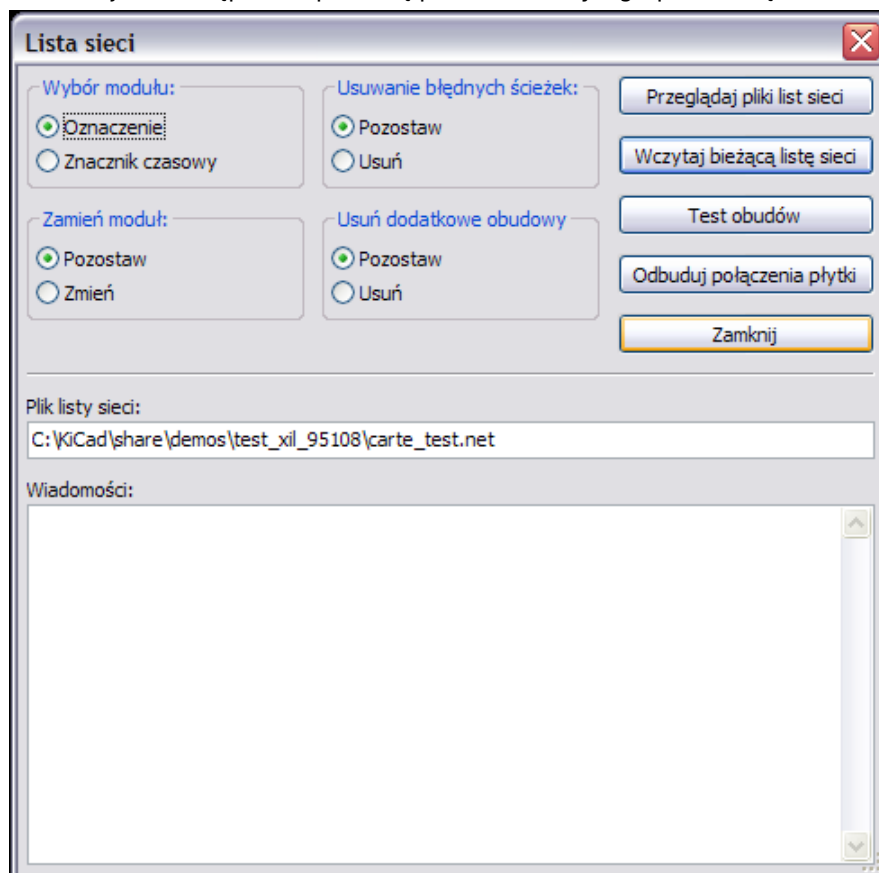 Lista sieci
Wybór modułu:
Oznaczenie
Znacznik czasowy
Usuwanie błędnych ścieżek:
Pozostaw
Usuń
Zamień moduł:
Pozostaw
Zmień
Usuń dodatkowe obudowy
Pozostaw
Usuń
Przeglądaj pliki list sieci
Wczytaj bieżącą listę sieci
Test obudów
Odbuduj połączenia płytki
Zamknij
Plik listy sieci:
C:\KiCad\share\demos\test_xil_95108\carte_test.net
Wiadomości: